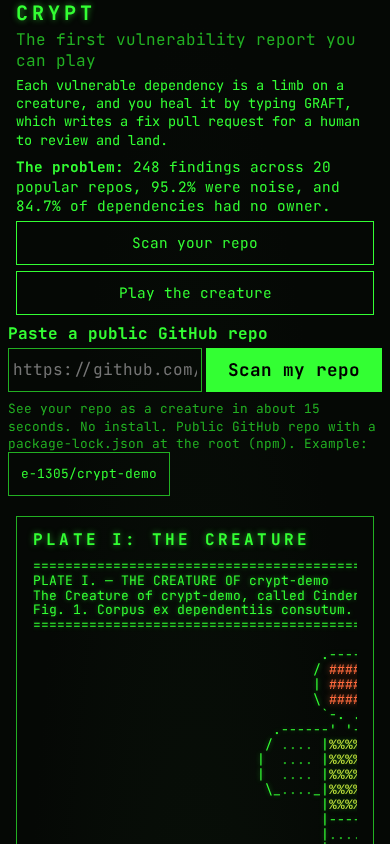 CRYPT
The first vulnerability report you
can play
Each vulnerable dependency is a limb on a
creature, and you heal it by typing GRAFT,
which writes a fix pull request for a human
to review and land.
The problem: 248 findings across 20
popular repos, 95.2% were noise, and
84.7% of dependencies had no owner.
Scan your repo
Play the creature
Paste a public GitHub repo
https://github.com/
Scan my repo
See your repo as a creature in about 15
seconds. No install. Public GitHub repo with a
package-lock.json at the root (npm). Example:
e-1305/crypt-demo
PLATE I: THE CREATURE
=========================================
PLATE I. — THE CREATURE OF crypt-demo
The Creature of crypt-demo, called Cinder
Fig. 1. Corpus ex dependentiis consutum.
=========================================
.----
/ ####
| ####
\ ####
`-. .
.------' '-
/ .... |%%%%
| .... |%%%%
| .... |%%%%
\_...._|%%%%
|%%%%
|----
|....